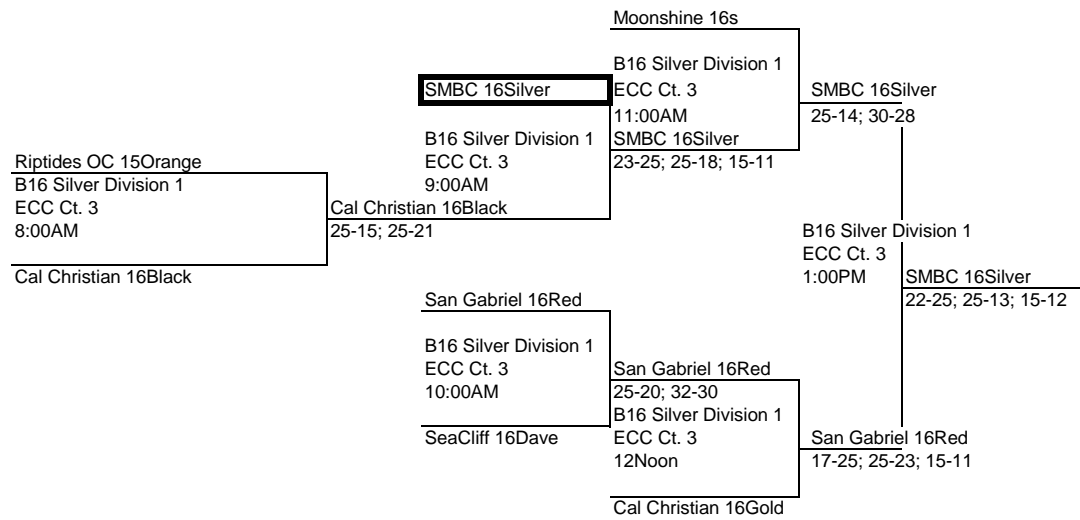 Moonshine 16s
B16 Silver Division 1
SMBC 16Silver
ECC Ct. 3
SMBC 16Silver
11:00AM
25-14; 30-28
B16 Silver Division 1
SMBC 16Silver
Riptides OC 15Orange
ECC Ct. 3
23-25; 25-18; 15-11
B16 Silver Division 1
9:00AM
ECC Ct. 3
Cal Christian 16Black
8:00AM
25-15; 25-21
B16 Silver Division 1
ECC Ct. 3
Cal Christian 16Black
1:00PM
SMBC 16Silver
San Gabriel 16Red
22-25; 25-13; 15-12
B16 Silver Division 1
ECC Ct. 3
San Gabriel 16Red
10:00AM
25-20; 32-30
B16 Silver Division 1
SeaCliff 16Dave
ECC Ct. 3
San Gabriel 16Red
12Noon
17-25; 25-23; 15-11
Cal Christian 16Gold